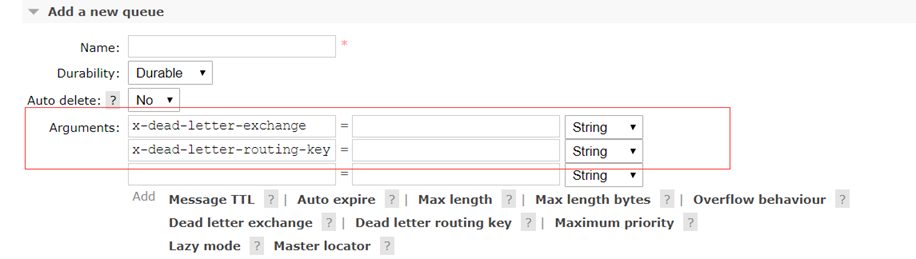 Add a new queue
Name: *
Durability: Durable
Auto delete: ? No
Arguments: x-dead-letter-exchange = String
x-dead-letter-routing-key = String
= String
Add Message TTL ? | Auto expire ? | Max length ? | Max length bytes ? | Overflow behaviour ?
Dead letter exchange ? | Dead letter routing key ? | Maximum priority ?
Lazy mode ? Master locator ?